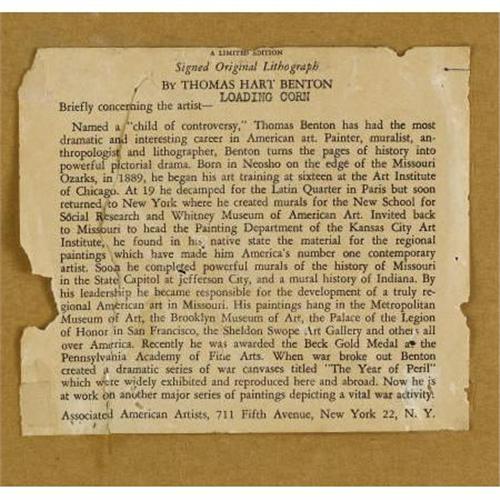 A LIMITED EDITION
Signed Original Lithograph
BY THOMAS HART BENTON
LOADING CORN
Briefly concerning the artist—
Named a "child of controversy," Thomas Benton has had the most
dramatic and interesting career in American art. Painter, muralist, an-
thropologist and lithographer, Benton turns the pages of history into
powerful pictorial drama. Born in Neosho on the edge of the Missouri
Ozarks, in 1889, he began his art training at sixteen at the Art Institute
of Chicago. At 19 he decamped for the Latin Quarter in Paris but soon
returned to New York where he created murals for the New School for
Social Research and Whitney Museum of American Art. Invited back
to Missouri to head the Painting Department of the Kansas City Art
Institute, he found in his native state the material for the regional
paintings which have made him America's number one contemporary
artist. Soon he completed powerful murals of the history of Missouri
in the State Capitol at Jefferson City, and a mural history of Indiana. By
his leadership he became responsible for the development of a truly re-
gional American art in Missouri. His paintings hang in the Metropolitan
Museum of Art, the Brooklyn Museum of Art, the Palace of the Legion
of Honor in San Francisco, the Sheldon Swope Art Gallery and others all
over America. Recently he was awarded the Beck Gold Medal at the
Pennsylvania Academy of Fine Arts. When war broke out Benton
created a dramatic series of war canvases titled "The Year of Peril"
which were widely exhibited and reproduced here and abroad. Now he is
at work on another major series of paintings depicting a vital war activity.
Associated American Artists, 711 Fifth Avenue, New York 22, N. Y.